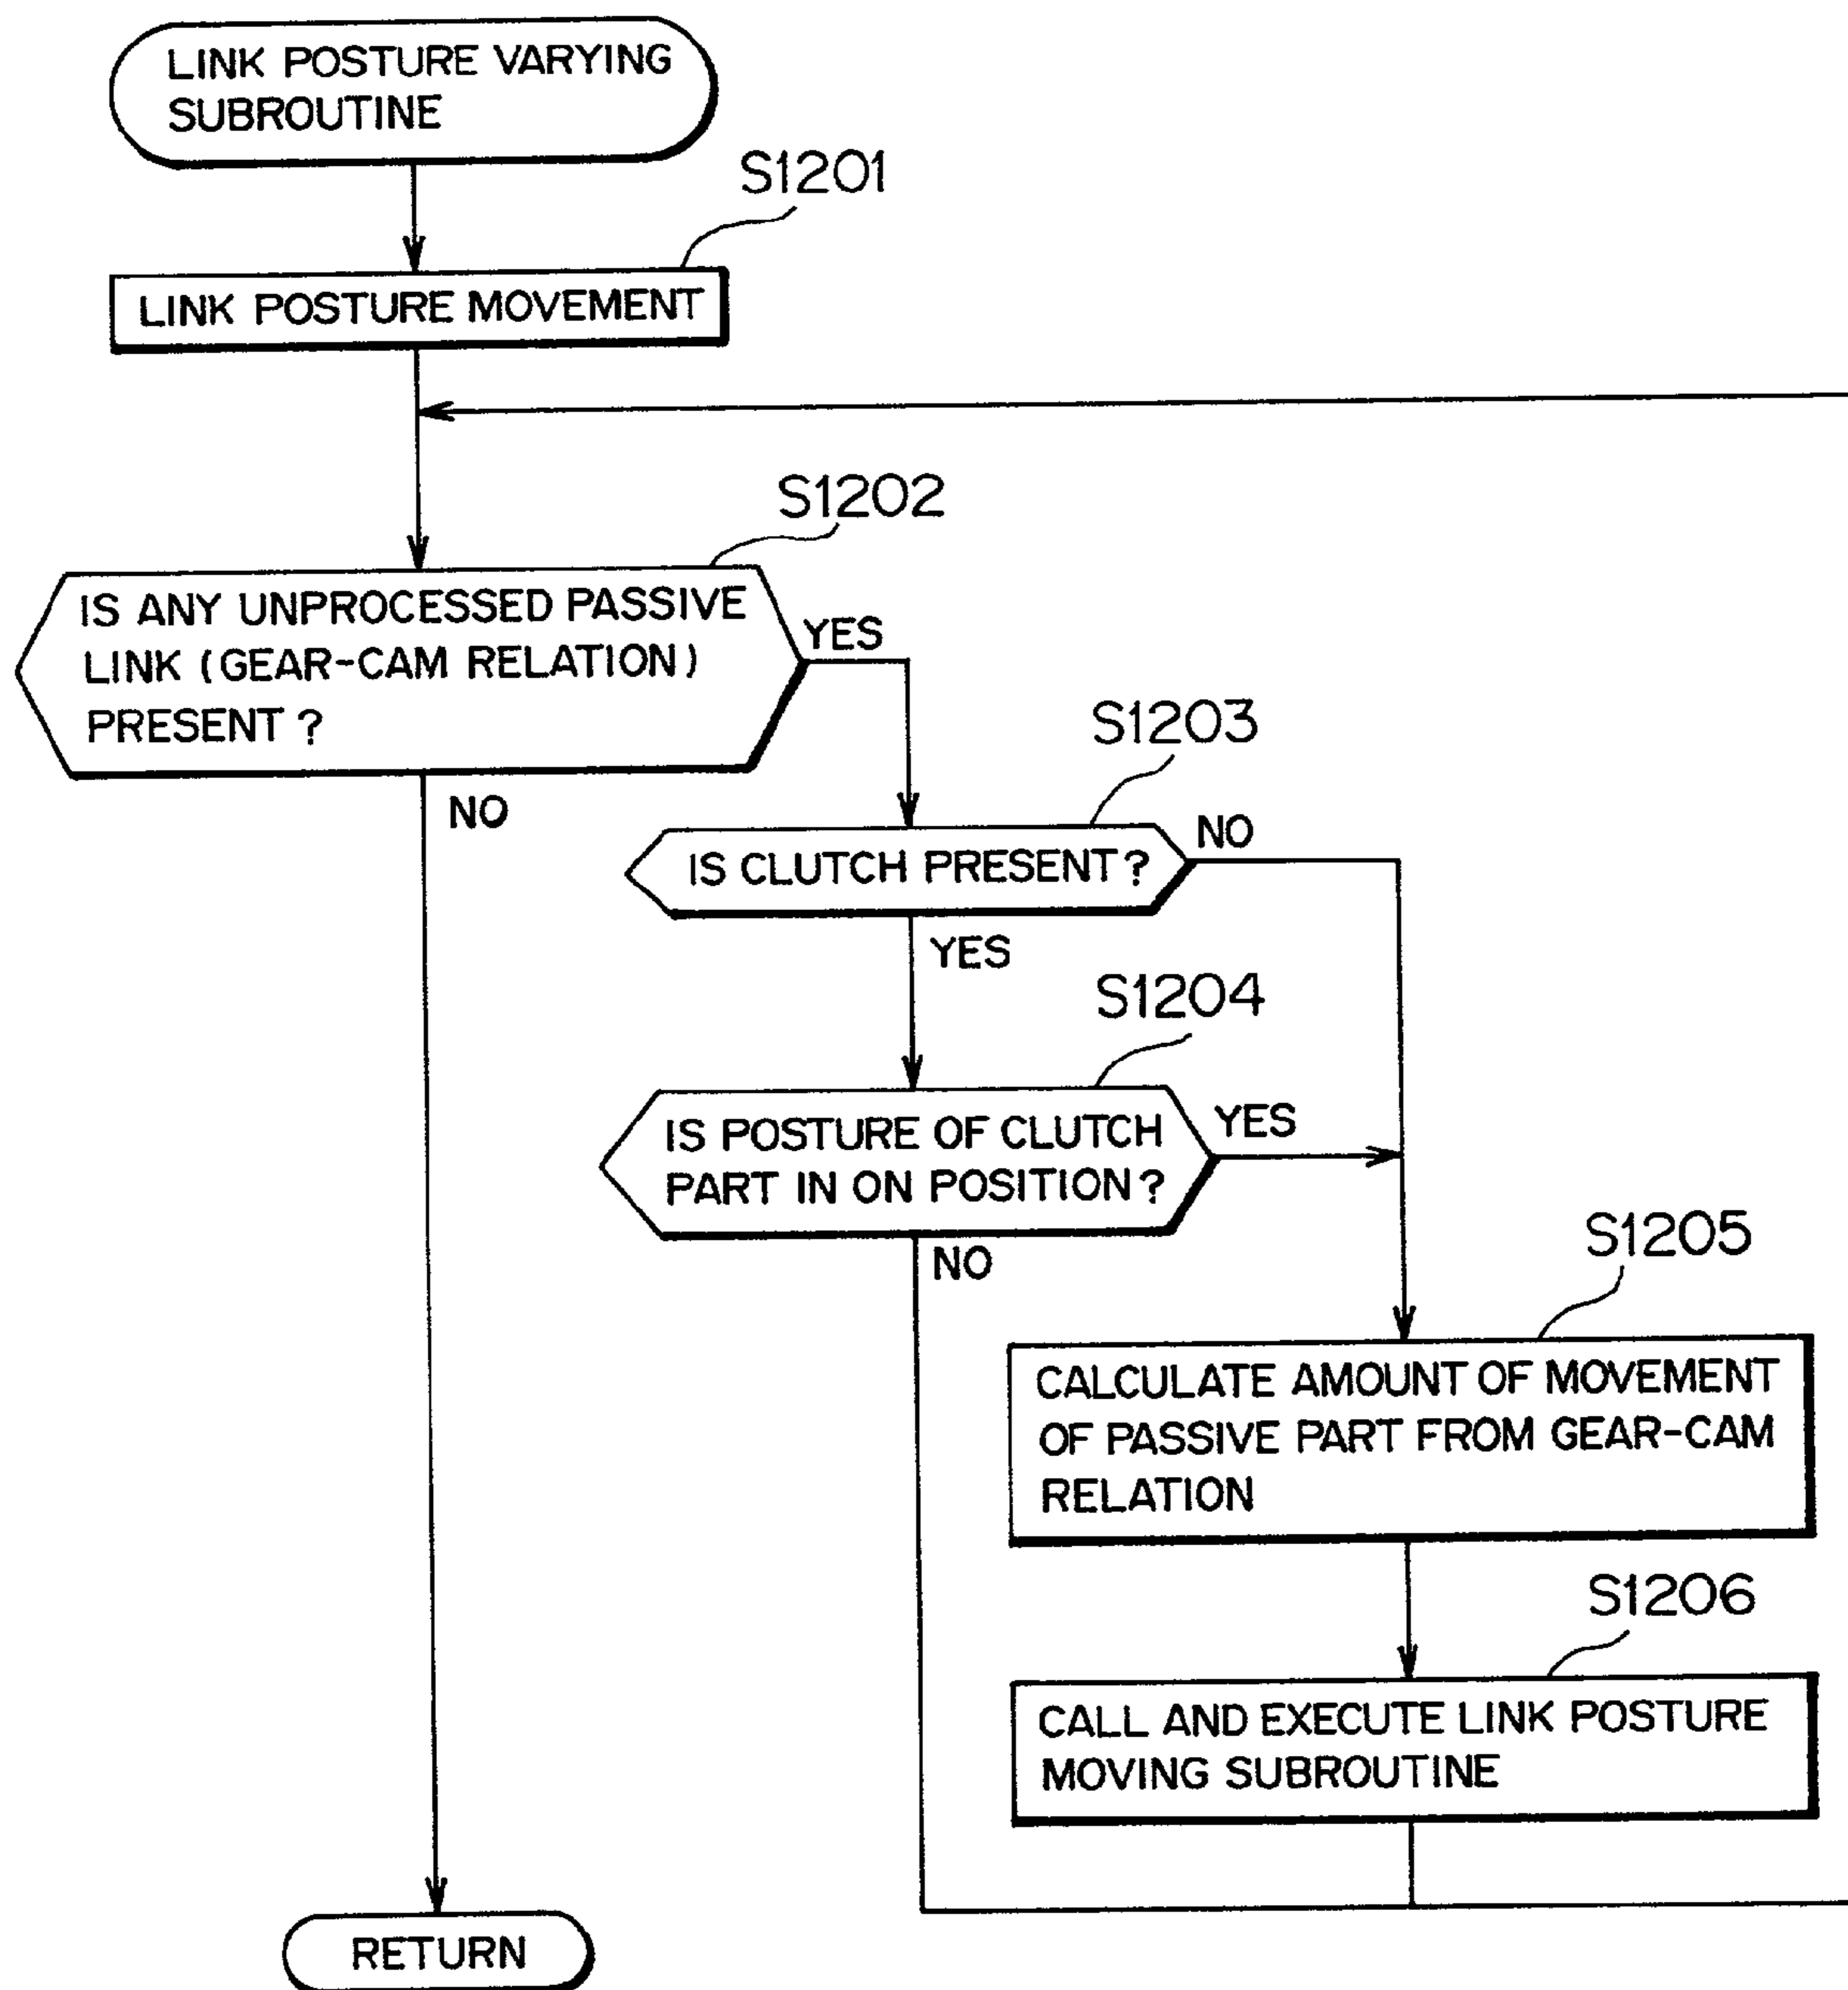 LINK POSTURE VARYING
SUBROUTINE
S1201
LINK POSTURE MOVEMENT
S1202
IS ANY UNPROCESSED PASSIVE
LINK (GEAR-CAM RELATION)
PRESENT?
YES
NO
S1203
IS CLUTCH PRESENT?
NO
YES
S1204
IS POSTURE OF CLUTCH
PART IN ON POSITION?
YES
NO
S1205
CALCULATE AMOUNT OF MOVEMENT
OF PASSIVE PART FROM GEAR-CAM
RELATION
S1206
CALL AND EXECUTE LINK POSTURE
MOVING SUBROUTINE
RETURN